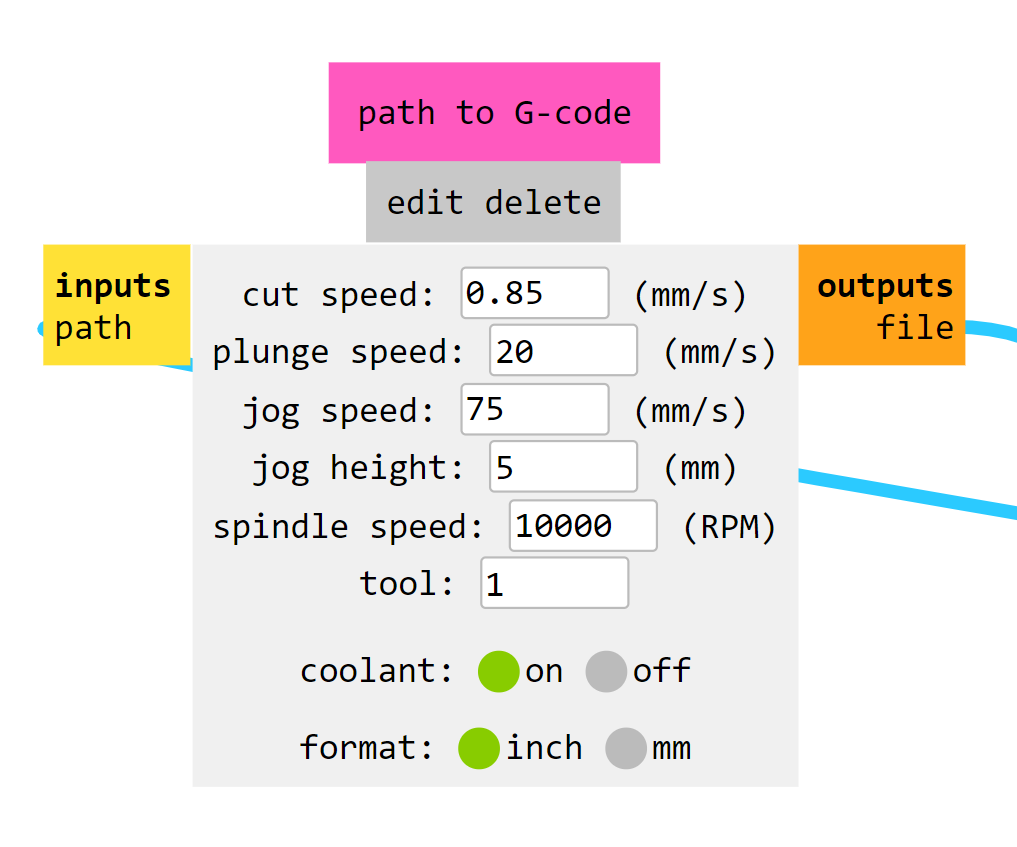 path to G-code
edit delete
inputs
path
cut speed: 0.85 (mm/s)
plunge speed: 20 (mm/s)
jog speed: 75 (mm/s)
jog height: 5 (mm)
spindle speed: 10000 (RPM)
tool: 1
coolant: on off
format: inch mm
outputs
file